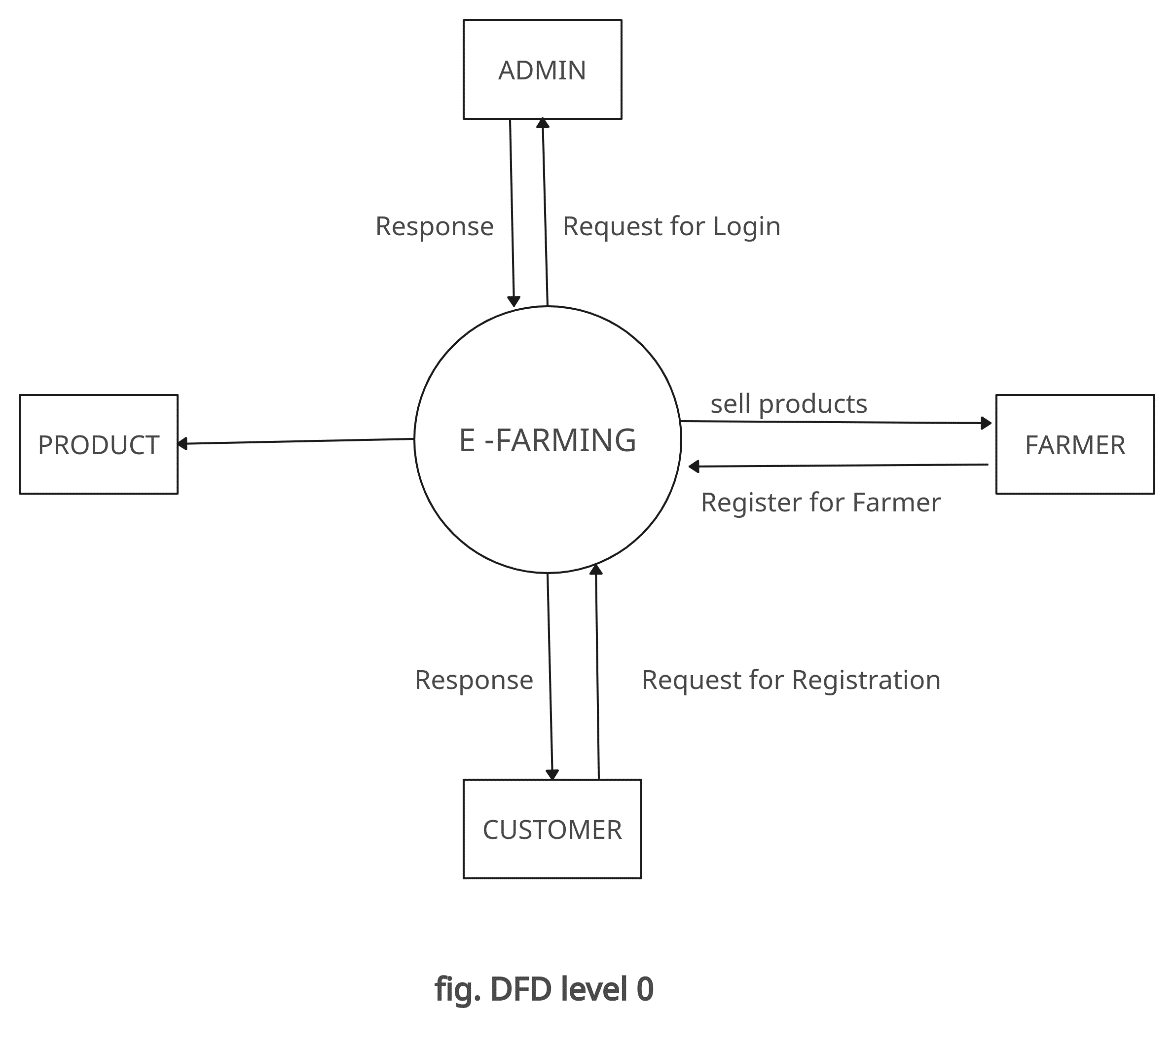 ADMIN
Response
Request for Login
sell products
PRODUCT
E -FARMING
FARMER
Register for Farmer
Response
Request for Registration
CUSTOMER
fig. DFD level 0